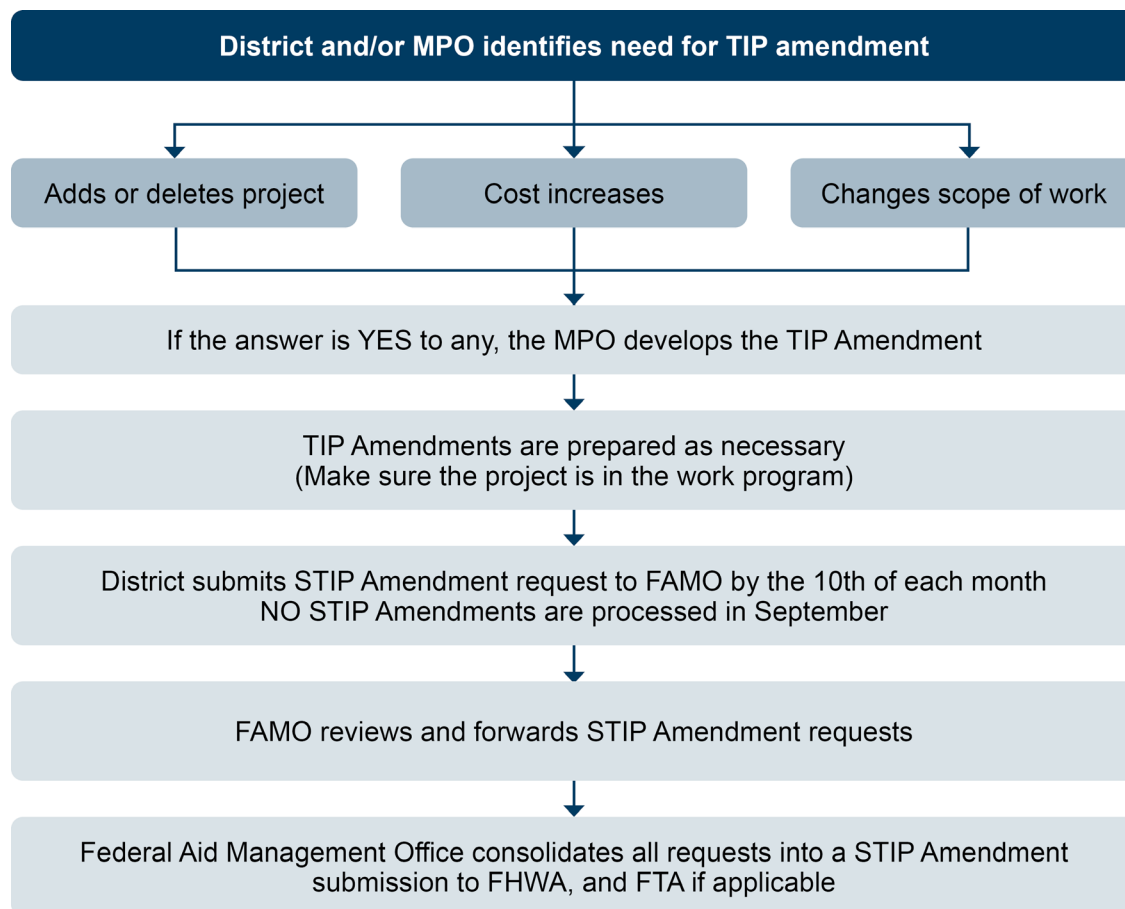 District and/or MPO identifies need for TIP amendment
Adds or deletes project
Cost increases
Changes scope of work
If the answer is YES to any, the MPO develops the TIP Amendment
TIP Amendments are prepared as necessary
(Make sure the project is in the work program)
District submits STIP Amendment request to FAMO by the 10th of each month
NO STIP Amendments are processed in September
FAMO reviews and forwards STIP Amendment requests
Federal Aid Management Office consolidates all requests into a STIP Amendment
submission to FHWA, and FTA if applicable